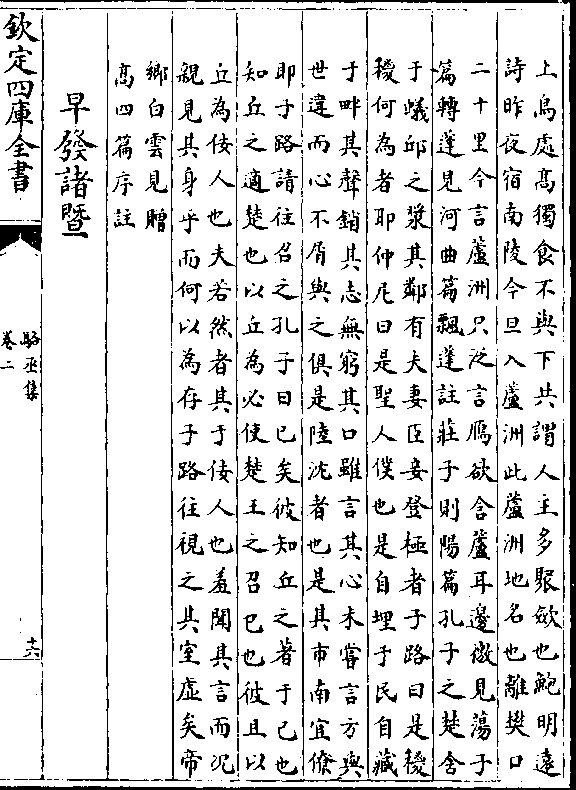 上鳥處髙獨食不與下共謂人主多賬斂也鮑明遠
詩昨夜宿南陵今旦入蘆洲此蘆洲地名也離樊口
二十里今言蘆洲只泛言鴈欲含蘆耳邊徼見蕩子
篇轉蓬見河曲篇飄蓬註莊子則陽篇孔子之楚舍
于蟻邱之漿其鄰有夫妻臣妾登極者子路曰是稷
稷何為者耶仲尼曰是聖人僕也是自埋于民自藏
于畔其聲銷其志無窮其口雖言其心未嘗言方與
世違而心不屑與之俱是陸沈者也是其市南宜僚
即子路請往召之孔子曰已矣彼知丘之著于己也
知丘之適楚也以丘為必使楚王之召已也彼且以
丘為佞人也夫若然者其于佞人也羞聞其言而况
親見其身乎而何以為存子路往視之其室虛矣帝
鄉白雲見贈
髙四篇序註
早發諸暨
欽定四庫全書
駱丞集
卷二
十六